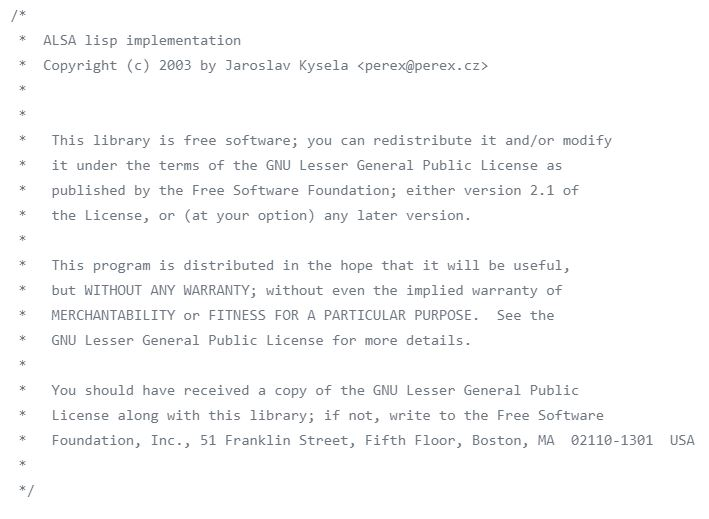 /*
 *  ALSA lisp implementation
 *  Copyright (c) 2003 by Jaroslav Kysela <perex@perex.cz>
 *
 *
 *   This library is free software; you can redistribute it and/or modify
 *   it under the terms of the GNU Lesser General Public License as
 *   published by the Free Software Foundation; either version 2.1 of
 *   the License, or (at your option) any later version.
 *
 *   This program is distributed in the hope that it will be useful,
 *   but WITHOUT ANY WARRANTY; without even the implied warranty of
 *   MERCHANTABILITY or FITNESS FOR A PARTICULAR PURPOSE.  See the
 *   GNU Lesser General Public License for more details.
 *
 *   You should have received a copy of the GNU Lesser General Public
 *   License along with this library; if not, write to the Free Software
 *   Foundation, Inc., 51 Franklin Street, Fifth Floor, Boston, MA  02110-1301  USA
 *
 */